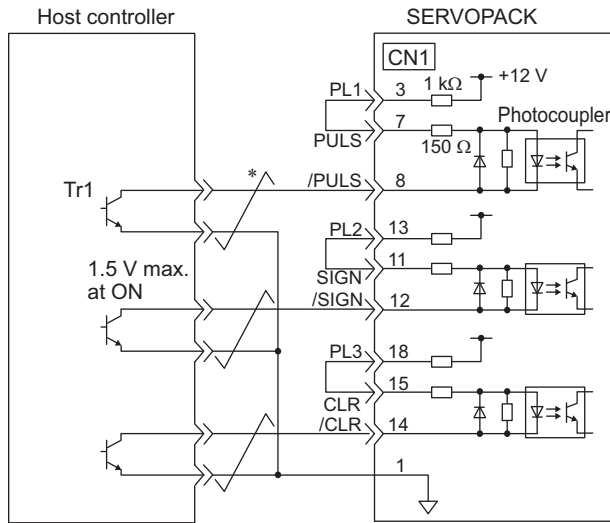 Host controller
SERVOPACK
CN1
PL1 3 1 kΩ +12 V
Photocoupler
PULS 7 150 Ω
/PULS 8
*
Tr1
PL2 13
1.5 V max.
at ON
SIGN 11
/SIGN 12
PL3 18
CLR 15
/CLR 14
1